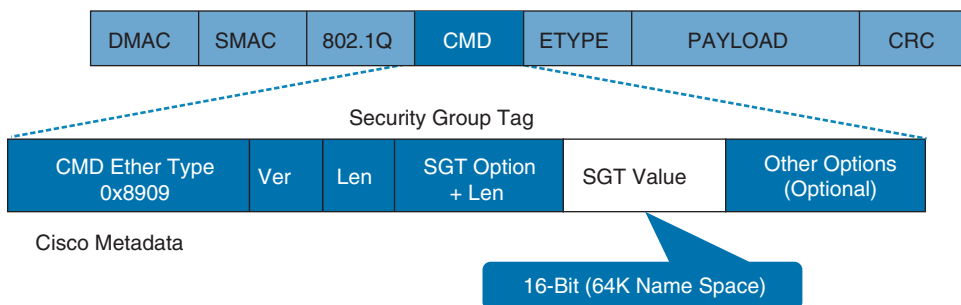 DMAC SMAC 802.1Q CMD ETYPE PAYLOAD CRC
Security Group Tag
CMD Ether Type
0x8909
Ver
Len
SGT Option
+ Len
SGT Value
Other Options
(Optional)
Cisco Metadata
16-Bit (64K Name Space)